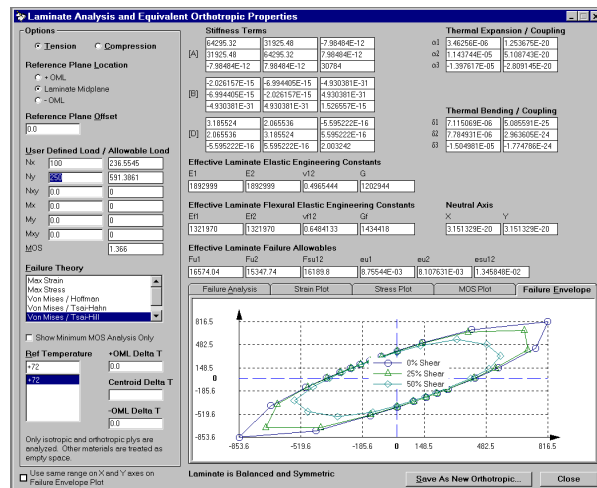 Laminate Analysis and Equivalent Orthotropic Properties
Options
Tension Compression
Reference Plane Location
+ OML
Laminate Midplane
- OML
Reference Plane Offset
0.0
User Defined Load / Allowable Load
Nx 100 236.5545
Ny 250 591.3861
Nxy 0.0 0
Mx 0.0 0
My 0.0 0
Mxy 0.0 0
MOS 1.366
Failure Theory
Max Strain
Max Stress
Von Mises / Hoffman
Von Mises / Tsai-Hahn
Von Mises / Tsai-Hill
Show Minimum MOS Analysis Only
Ref Temperature
+72
+72
+OML Delta T
0.0
Centroid Delta T
-OML Delta T
0.0
Only isotropic and orthotropic plys are
analyzed. Other materials are treated as
empty space.
Use same range on X and Y axes on
Failure Envelope Plot
Stiffness Terms
[A]
64295.32 31925.48 -7.98484E-12
31925.48 64295.32 7.98484E-12
-7.98484E-12 7.98484E-12 30784
[B]
-2.026157E-15 -6.994405E-15 -4.930381E-31
-6.994405E-15 -2.026157E-15 4.930381E-31
-4.930381E-31 4.930381E-31 1.526557E-15
[D]
3.185524 2.065536 -5.595222E-16
2.065536 3.185524 5.595222E-16
-5.595222E-16 5.595222E-16 2.003242
Thermal Expansion / Coupling
α1 3.46256E-06 1.253675E-20
α2 1.143744E-05 5.108743E-20
α3 -1.397617E-05 -2.809145E-20
Thermal Bending / Coupling
δ1 7.115069E-06 5.085591E-25
δ2 7.784931E-06 2.963605E-24
δ3 -1.504981E-05 -1.774786E-24
Effective Laminate Elastic Engineering Constants
E1 E2 v12 G
1892999 1892999 0.4965444 1202944
Effective Laminate Flexural Elastic Engineering Constants
Ef1 Ef2 vf12 Gf
1321970 1321970 0.6484133 1434418
Neutral Axis
X Y
3.151329E-20 3.151329E-20
Effective Laminate Failure Allowables
Fu1 Fu2 Fsu12 eu1 eu2 esu12
16574.04 15347.74 16189.8 8.75544E-03 8.107631E-03 1.345848E-02
Failure Analysis Strain Plot Stress Plot MOS Plot Failure Envelope
816.5
482.5
148.5
0
-185.6
-519.6
-853.6
0% Shear
25% Shear
50% Shear
-853.6 -519.6 -185.6 0 148.5 482.5 816.5
Laminate is Balanced and Symmetric
Save As New Orthotropic...
Close